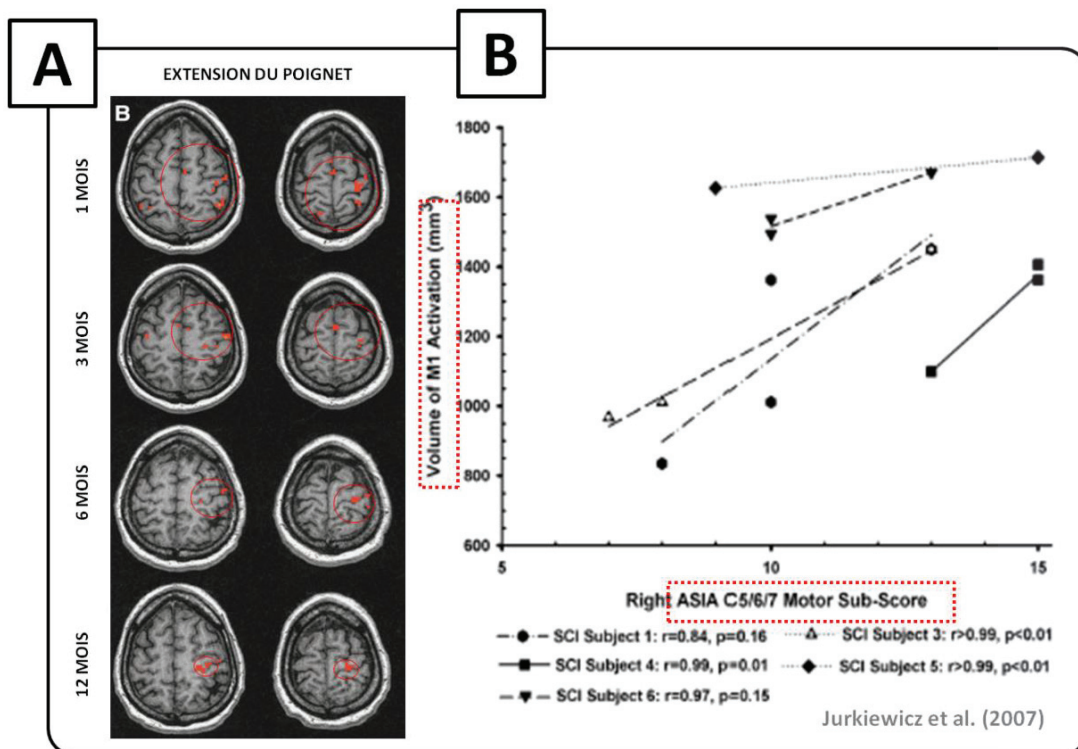 A
EXTENSION DU POIGNET
B
1 MOIS
3 MOIS
6 MOIS
12 MOIS
B
Volume of M1 Activation (mm³)
1800
1600
1400
1200
1000
800
600
5
10
15
Right ASIA C5/6/7 Motor Sub-Score
SCI Subject 1: r=0.84, p=0.16
SCI Subject 3: r>0.99, p<0.01
SCI Subject 4: r=0.99, p=0.01
SCI Subject 5: r>0.99, p<0.01
SCI Subject 6: r=0.97, p=0.15
Jurkiewicz et al. (2007)